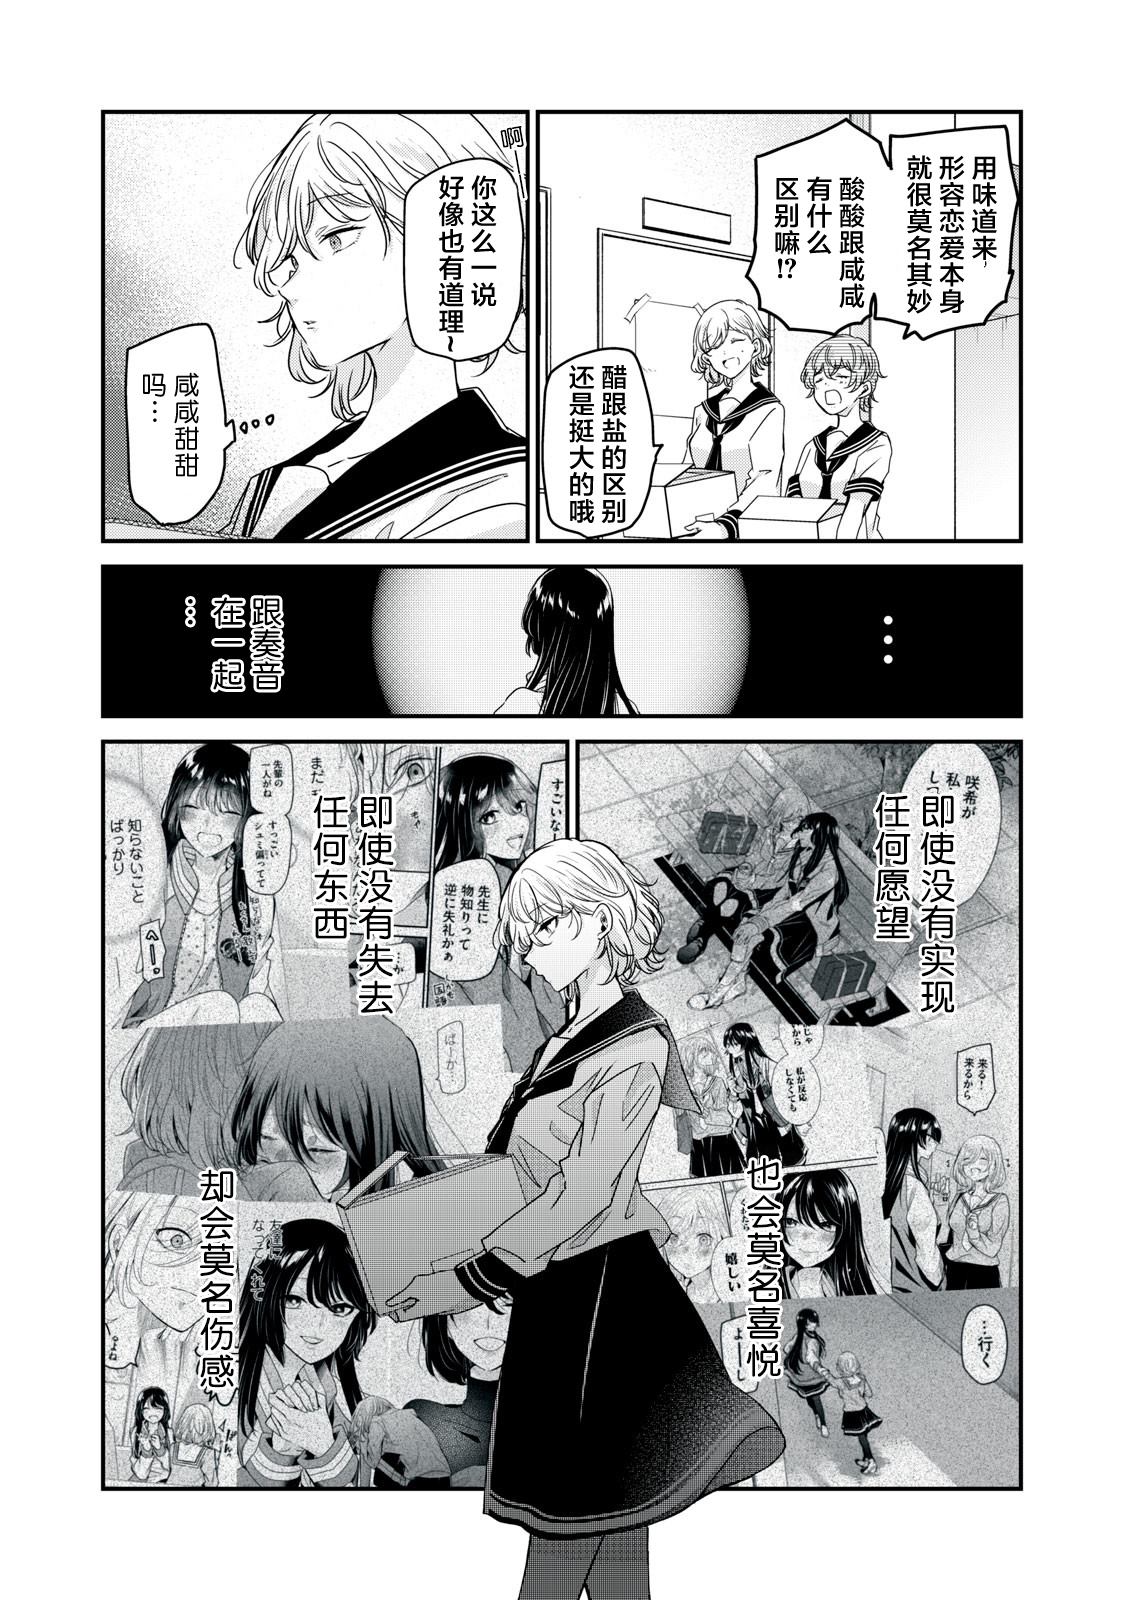 用味道来,
形容恋爱本身
就很莫名其妙
酸酸跟咸咸
有什么
区别嘛!?
醋跟盐的区别
还是挺大的哦
啊—
你这么一说
好像也有道理~
咸咸甜甜
吗…
…
跟奏音
在一起
…
咲希が
私
即使没有实现
任何愿望
来る!
来るから
私が反応
しなくても
也会莫名喜悦
嬉しい
…行く
よーし
すごいなし
先生に
物知りって
逆に失礼かぁ
まだ
即使没有失去
任何东西
先輩の
一人がね
すっごい
シュミ偏ってて
知らないこと
ばっかり
へー。
ばーか…
友達に
なってくれて
却会莫名伤感